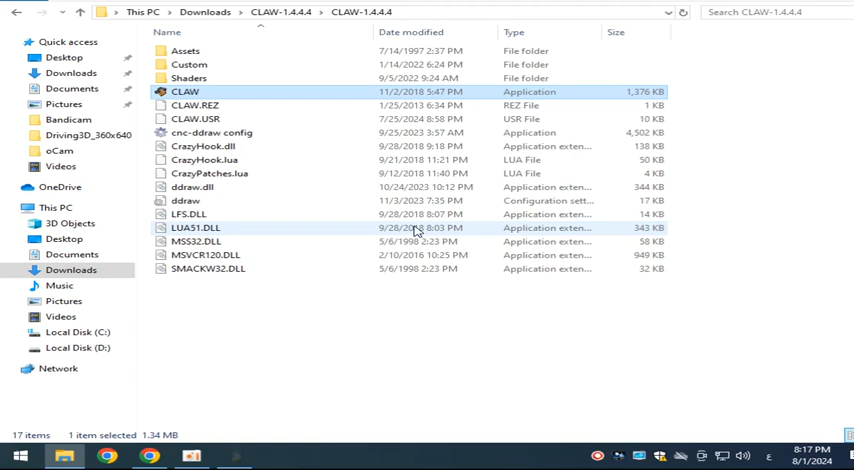 This PC > Downloads > CLAW-1.4.4.4 > CLAW-1.4.4.4 Search CLAW-1.4.4.4
Name Date modified Type Size
Quick access
Desktop
Downloads
Documents
Pictures
Bandicam
Driving3D_360x640
oCam
Videos
OneDrive
This PC
3D Objects
Desktop
Documents
Downloads
Music
Pictures
Videos
Local Disk (C:)
Local Disk (D:)
Network
Assets 7/14/1997 2:37 PM File folder
Custom 1/14/2022 6:24 PM File folder
Shaders 9/5/2022 9:24 AM File folder
CLAW 11/2/2018 5:47 PM Application 1,376 KB
CLAW.REZ 1/25/2013 6:34 PM REZ File 1 KB
CLAW.USR 7/25/2024 8:58 PM USR File 10 KB
cnc-ddraw config 9/25/2023 3:57 AM Application 4,502 KB
CrazyHook.dll 9/28/2018 9:18 PM Application exten... 138 KB
CrazyHook.lua 9/21/2018 11:21 PM LUA File 50 KB
CrazyPatches.lua 9/12/2018 11:40 PM LUA File 4 KB
ddraw.dll 10/24/2023 10:12 PM Application exten... 344 KB
ddraw 11/3/2023 7:35 PM Configuration sett... 17 KB
LFS.DLL 9/28/2018 8:07 PM Application exten... 14 KB
LUA51.DLL 9/28/2018 8:03 PM Application exten... 343 KB
MSS32.DLL 5/6/1998 2:23 PM Application exten... 58 KB
MSVCR120.DLL 2/10/2016 10:25 PM Application exten... 949 KB
SMACKW32.DLL 5/6/1998 2:23 PM Application exten... 32 KB
17 items 1 item selected 1.34 MB
ع
8:17 PM
8/1/2024